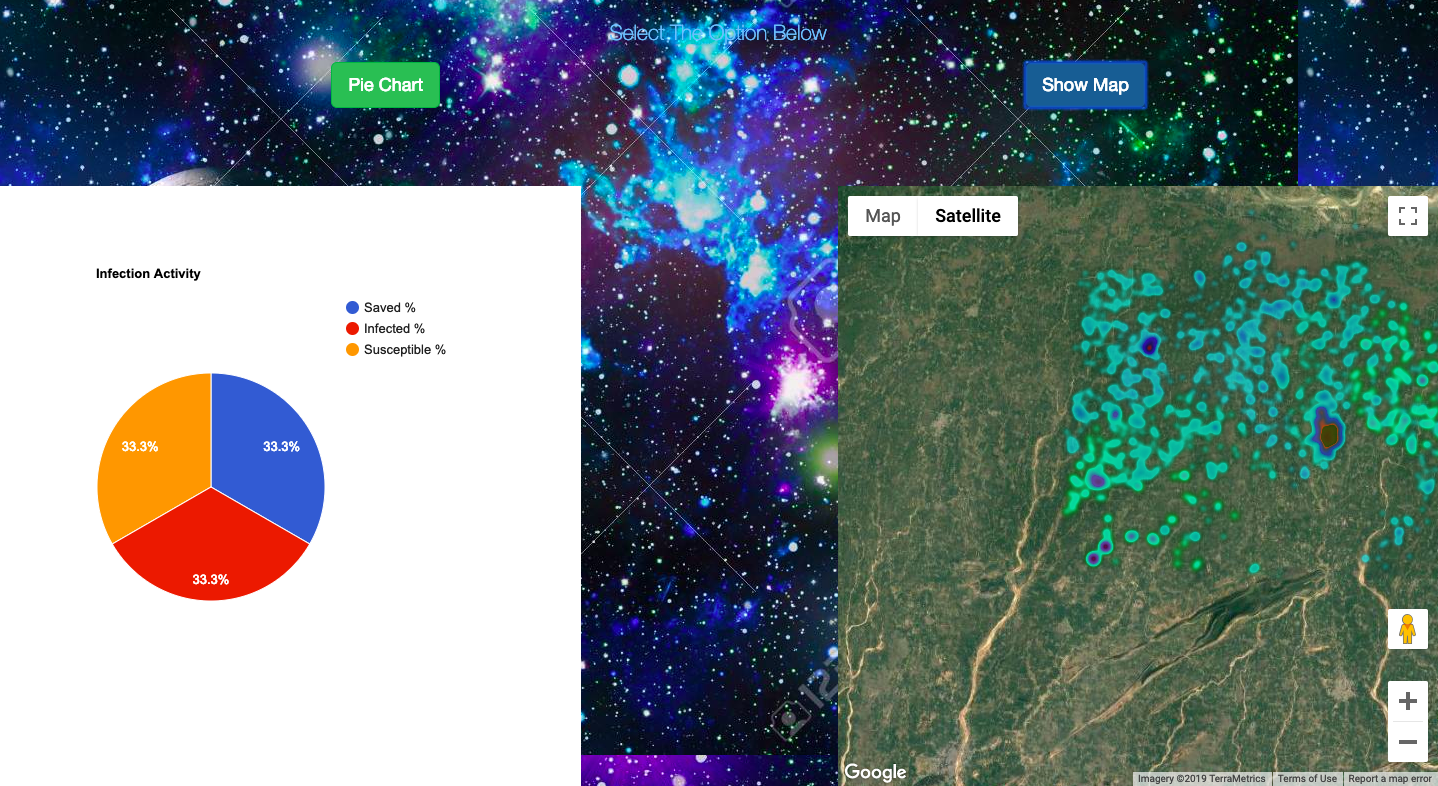 Select The Option Below
Pie Chart
Show Map
Infection Activity
Saved %
Infected %
Susceptible %
33.3%
33.3%
33.3%
Map
Satellite
Google
Imagery ©2019 TerraMetrics
Terms of Use
Report a map error